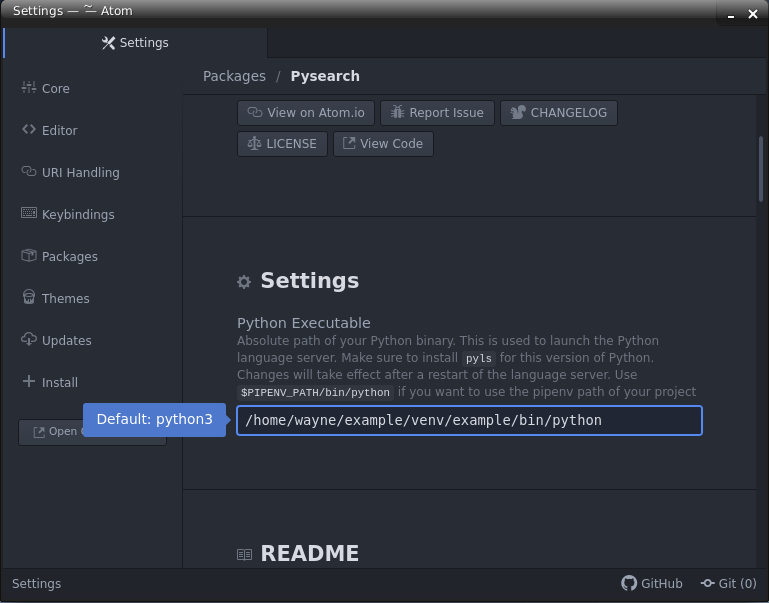 Settings — ~ Atom
Settings
Core
Editor
URI Handling
Keybindings
Packages
Themes
Updates
Install
Open
Packages / Pysearch
View on Atom.io
Report Issue
CHANGELOG
LICENSE
View Code
Settings
Python Executable
Absolute path of your Python binary. This is used to launch the Python
language server. Make sure to install pyls for this version of Python.
Changes will take effect after a restart of the language server. Use
$PIPENV_PATH/bin/python if you want to use the pipenv path of your project
Default: python3
/home/wayne/example/venv/example/bin/python
README
Settings
GitHub
Git (0)